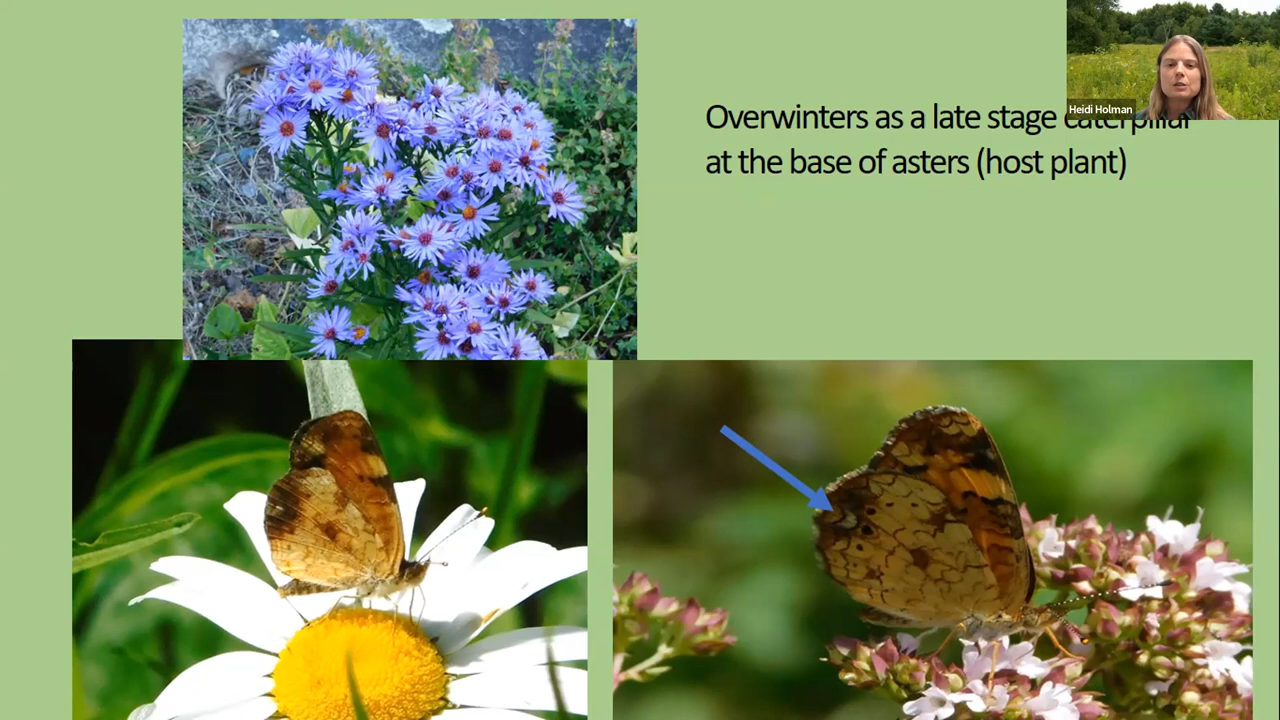 Heidi Holman
Overwinters as a late stage caterpillar
at the base of asters (host plant)